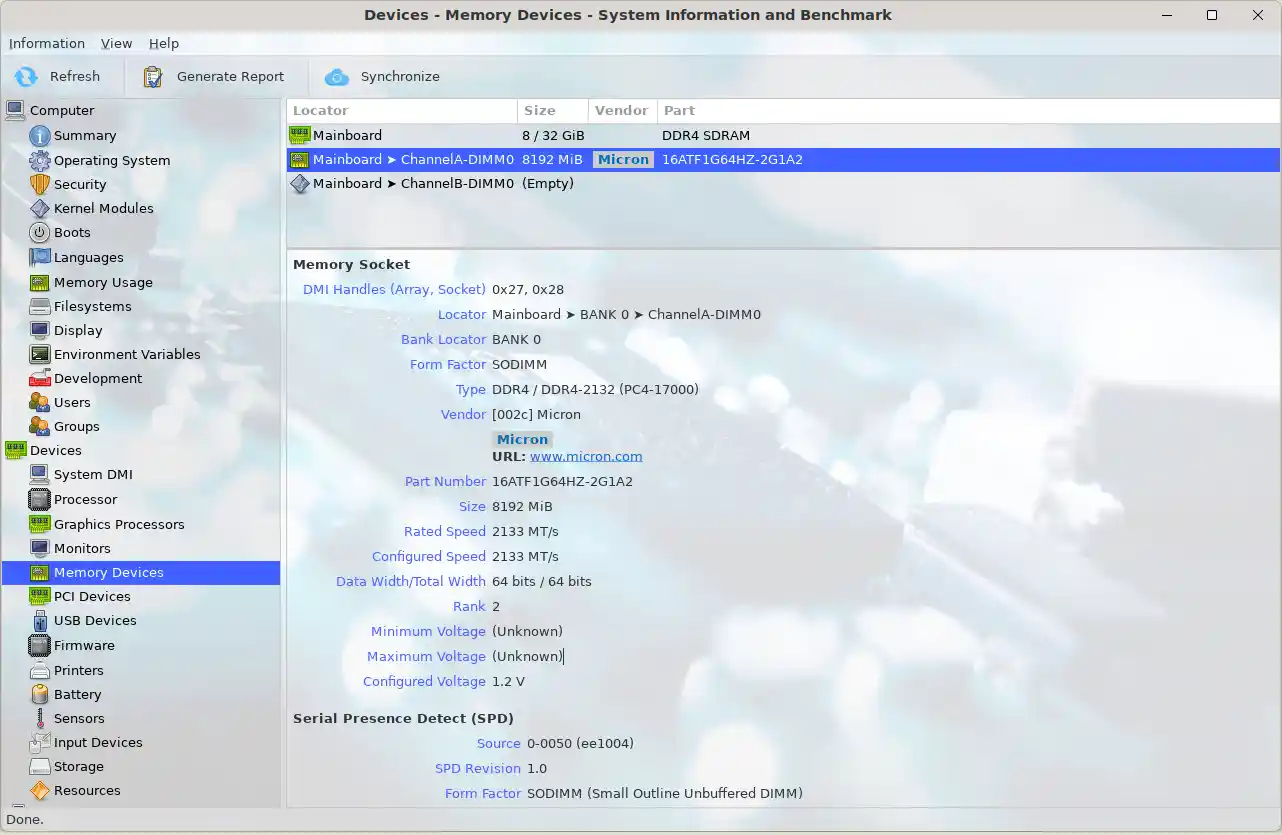 Devices - Memory Devices - System Information and Benchmark
Information View Help
Refresh Generate Report Synchronize
Computer
Summary
Operating System
Security
Kernel Modules
Boots
Languages
Memory Usage
Filesystems
Display
Environment Variables
Development
Users
Groups
Devices
System DMI
Processor
Graphics Processors
Monitors
Memory Devices
PCI Devices
USB Devices
Firmware
Printers
Battery
Sensors
Input Devices
Storage
Resources
Locator Size Vendor Part
Mainboard 8 / 32 GiB DDR4 SDRAM
Mainboard ➤ ChannelA-DIMM0 8192 MiB Micron 16ATF1G64HZ-2G1A2
Mainboard ➤ ChannelB-DIMM0 (Empty)
Memory Socket
DMI Handles (Array, Socket) 0x27, 0x28
Locator Mainboard ➤ BANK 0 ➤ ChannelA-DIMM0
Bank Locator BANK 0
Form Factor SODIMM
Type DDR4 / DDR4-2132 (PC4-17000)
Vendor [002c] Micron
Micron
URL: www.micron.com
Part Number 16ATF1G64HZ-2G1A2
Size 8192 MiB
Rated Speed 2133 MT/s
Configured Speed 2133 MT/s
Data Width/Total Width 64 bits / 64 bits
Rank 2
Minimum Voltage (Unknown)
Maximum Voltage (Unknown)
Configured Voltage 1.2 V
Serial Presence Detect (SPD)
Source 0-0050 (ee1004)
SPD Revision 1.0
Form Factor SODIMM (Small Outline Unbuffered DIMM)
Done.